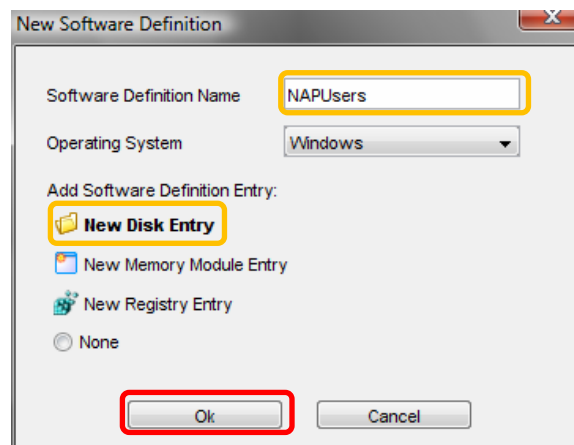 New Software Definition
Software Definition Name NAPUsers
Operating System Windows
Add Software Definition Entry:
New Disk Entry
New Memory Module Entry
New Registry Entry
None
Ok Cancel